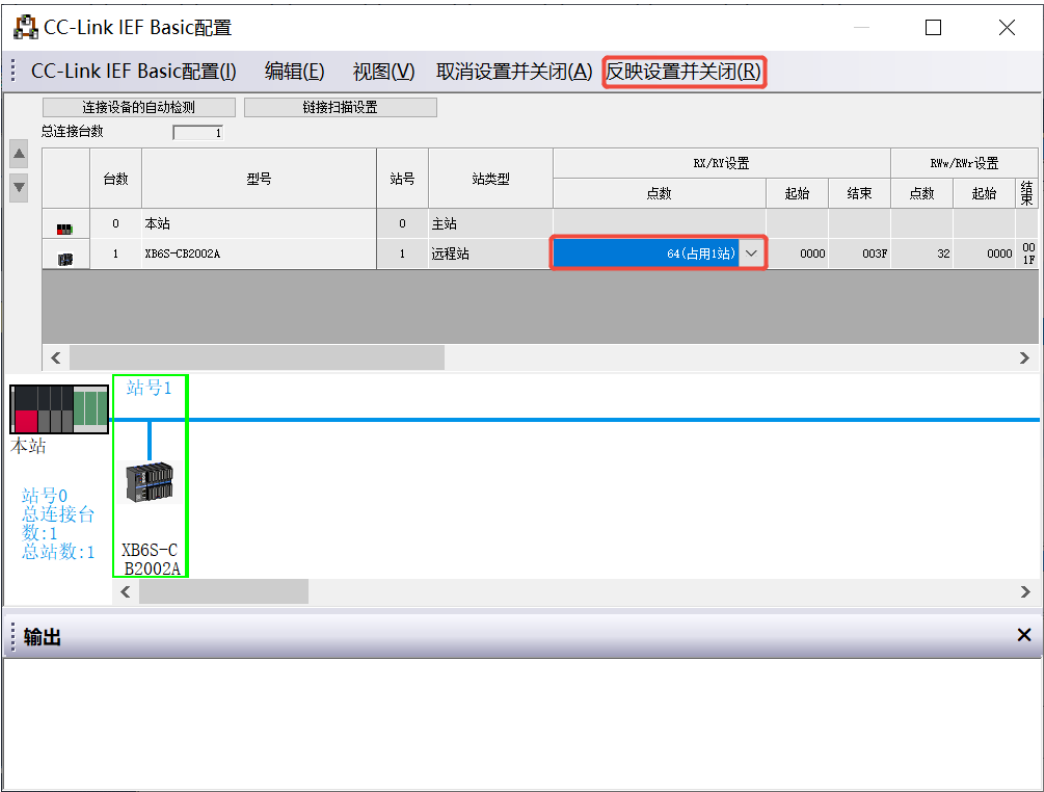 CC-Link IEF Basic配置
CC-Link IEF Basic配置(I) 编辑(E) 视图(V) 取消设置并关闭(A) 反映设置并关闭(R)
连接设备的自动检测 链接扫描设置
总连接台数 1
台数 型号 站号 站类型 RX/RY设置 RWw/RWr设置
点数 起始 结束 点数 起始 结束
0 本站 0 主站
1 XB6S-CB2002A 1 远程站 64(占用1站) 0000 003F 32 0000 001F
站号1
本站
站号0
总连接台
数:1
总站数:1
XB6S-C
B2002A
输出